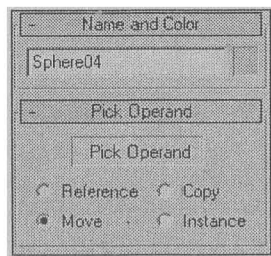 - Name and Color
Sphere04
- Pick Operand
Pick Operand
Reference Copy
Move Instance